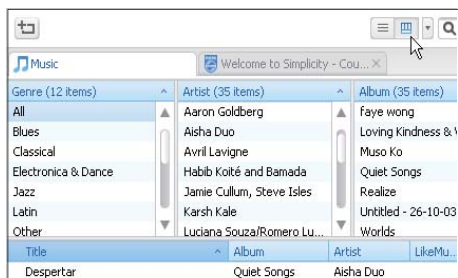 Music
Welcome to Simplicity - Cou...
Genre (12 items)
Artist (35 items)
Album (35 items)
All
Aaron Goldberg
faye wong
Blues
Aisha Duo
Loving Kindness &
Classical
Avril Lavigne
Muso Ko
Electronica & Dance
Habib Koité and Bamada
Quiet Songs
Jazz
Jamie Cullum, Steve Isles
Realize
Latin
Karsh Kale
Untitled - 26-10-03
Other
Luciana Souza/Romero Lu...
Worlds
Title
Album
Artist
LikeMu...
Despertar
Quiet Songs
Aisha Duo